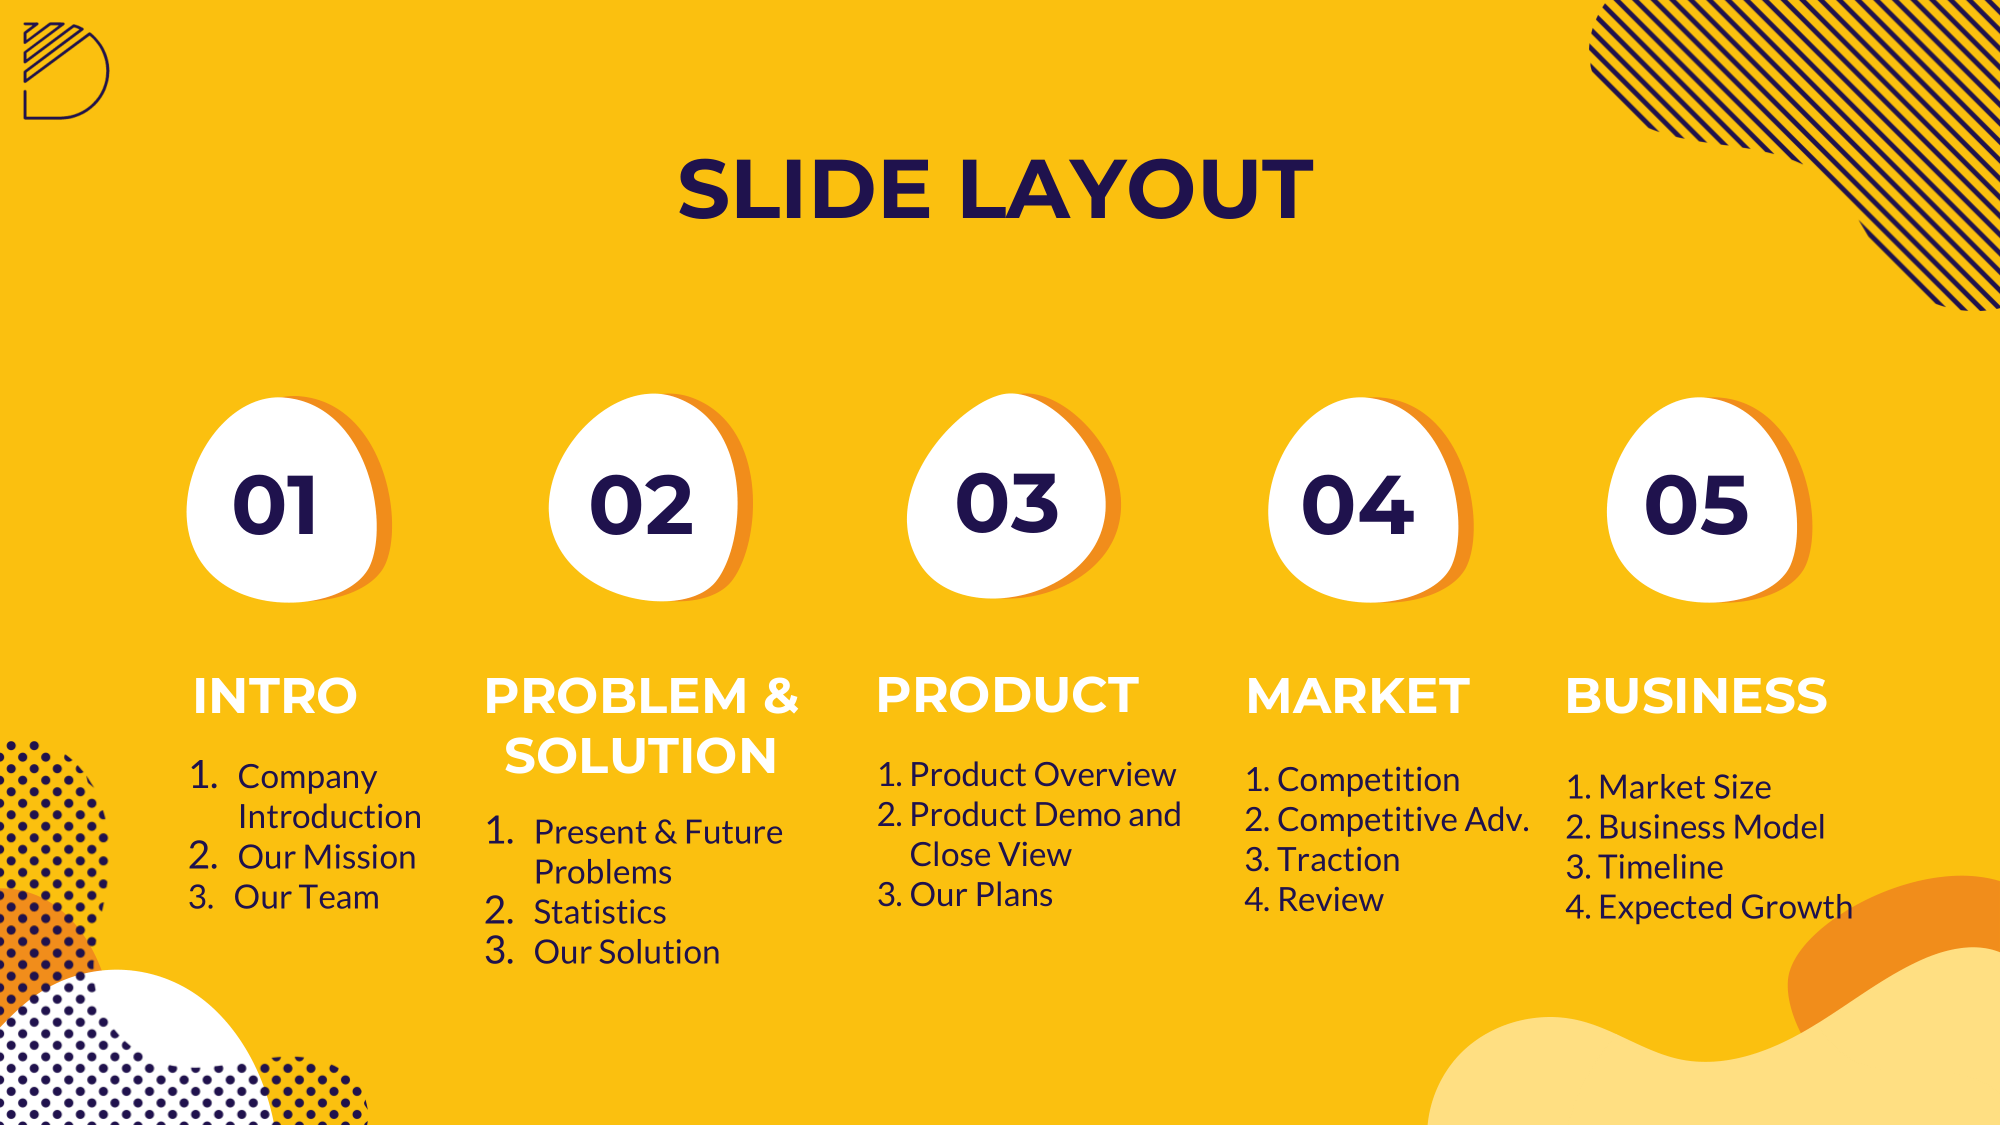 SLIDE LAYOUT
01
INTRO
1. Company
Introduction
2. Our Mission
3. Our Team
02
PROBLEM &
SOLUTION
1. Present & Future
Problems
2. Statistics
3. Our Solution
03
PRODUCT
1. Product Overview
2. Product Demo and
Close View
3. Our Plans
04
MARKET
1. Competition
2. Competitive Adv.
3. Traction
4. Review
05
BUSINESS
1. Market Size
2. Business Model
3. Timeline
4. Expected Growth